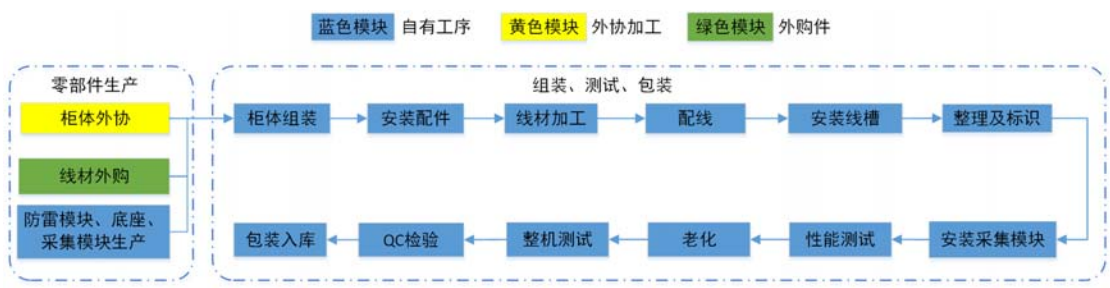 蓝色模块 自有工序 黄色模块 外协加工 绿色模块 外购件
零部件生产
柜体外协
线材外购
防雷模块、底座、
采集模块生产
组装、测试、包装
柜体组装 安装配件 线材加工 配线 安装线槽 整理及标识
包装入库 QC检验 整机测试 老化 性能测试 安装采集模块